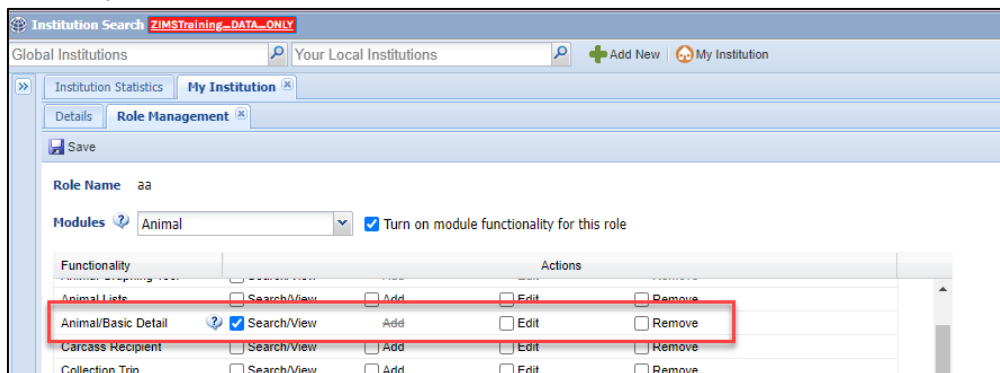 Institution Search ZIMSTraining_DATA_ONLY
Global Institutions Your Local Institutions Add New My Institution
Institution Statistics My Institution
Details Role Management
Save
Role Name aa
Modules Animal Turn on module functionality for this role
Functionality Actions
Animal Lists Search/View Add Edit Remove
Animal/Basic Detail Search/View Add Edit Remove
Carcass Recipient Search/View Add Edit Remove
Collection Trip Search/View Add Edit Remove